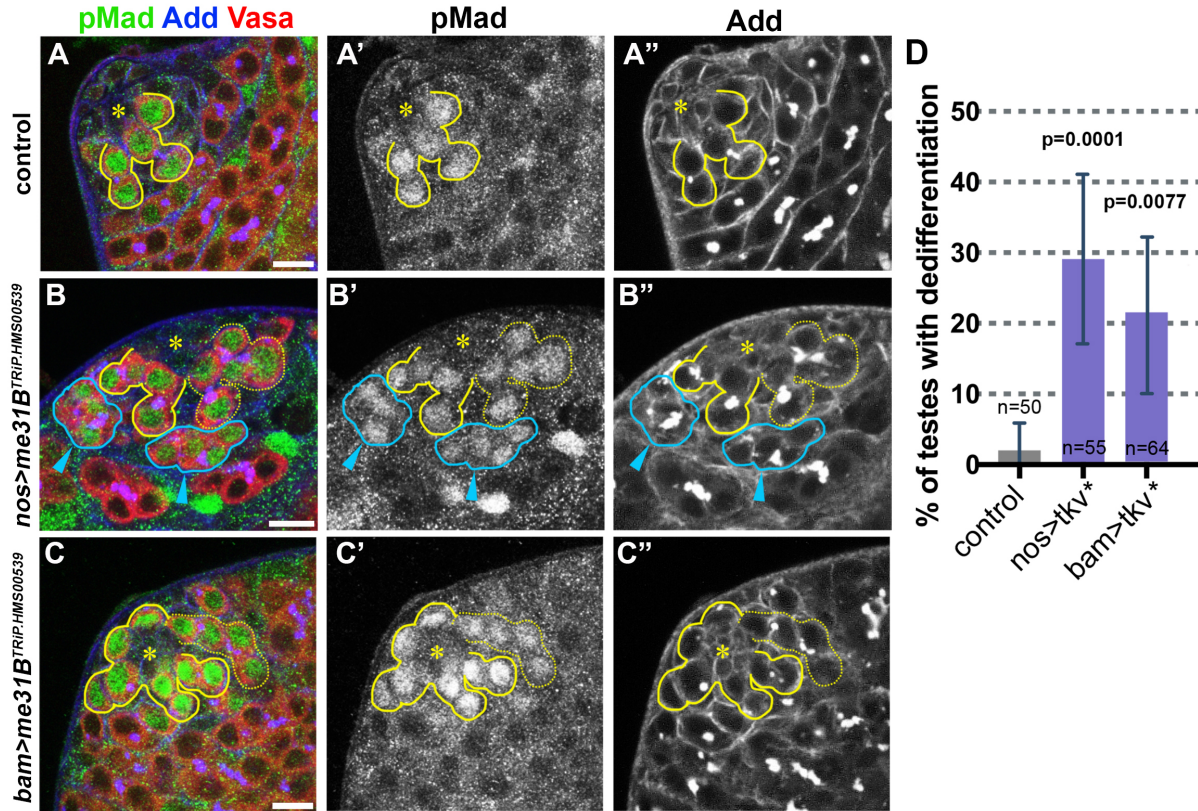 pMad Add Vasa
pMad
Add
control
A
A'
A"
nos>me31B^TRiP.HMS00539
B
B'
B"
bam>me31B^TRiP.HMS00539
C
C'
C"
D
% of testes with dedifferentiation
50
40
30
20
10
0
p=0.0001
p=0.0077
n=50
n=55
n=64
control
nos>tkv*
bam>tkv*
*
*
*
*
*
*
*
*
*